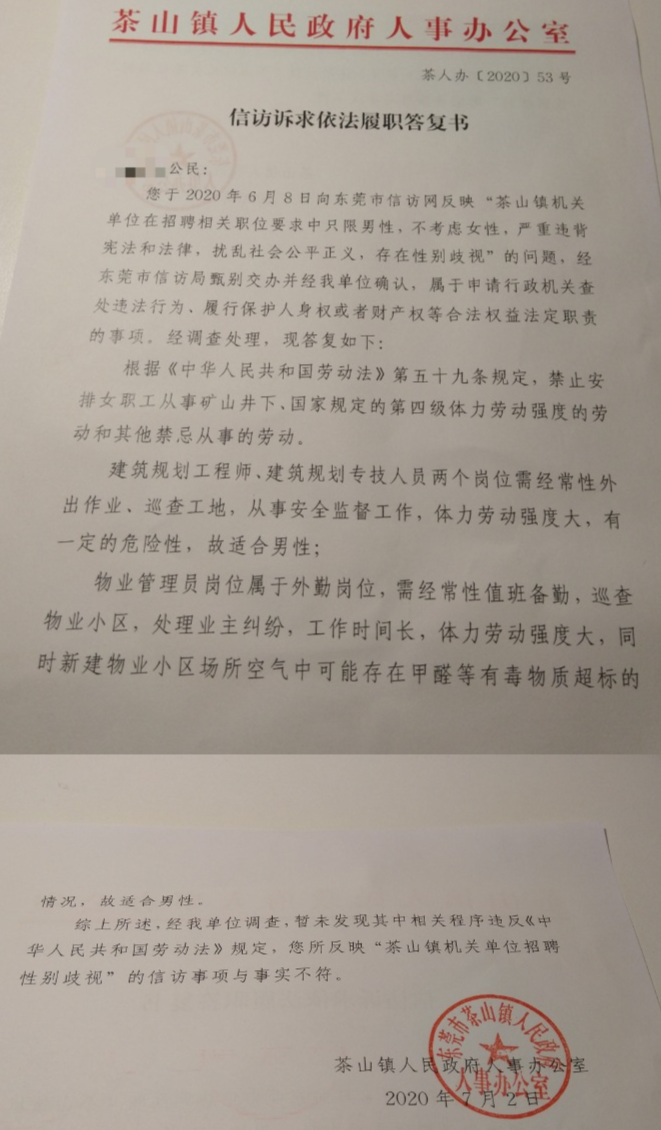 茶山镇人民政府人事办公室
茶人办〔2020〕53号
信访诉求依法履职答复书
公民：
您于2020年6月8日向东莞市信访网反映“茶山镇机关
单位在招聘相关职位要求中只限男性，不考虑女性，严重违背
宪法和法律，扰乱社会公平正义，存在性别歧视”的问题，经
东莞市信访局甄别交办并经我单位确认，属于申请行政机关查
处违法行为、履行保护人身权或者财产权等合法权益法定职责
的事项。经调查处理，现答复如下：
根据《中华人民共和国劳动法》第五十九条规定，禁止安
排女职工从事矿山井下、国家规定的第四级体力劳动强度的劳
动和其他禁忌从事的劳动。
建筑规划工程师、建筑规划专技人员两个岗位需经常性外
出作业、巡查工地，从事安全监督工作，体力劳动强度大，有
一定的危险性，故适合男性；
物业管理员岗位属于外勤岗位，需经常性值班备勤，巡查
物业小区，处理业主纠纷，工作时间长，体力劳动强度大，同
时新建物业小区场所空气中可能存在甲醛等有毒物质超标的
情况，故适合男性。
综上所述，经我单位调查，暂未发现其中相关程序违反《中
华人民共和国劳动法》规定，您所反映“茶山镇机关单位招聘
性别歧视”的信访事项与事实不符。
茶山镇人民政府人事办公室
2020年7月2日
东莞市茶山镇人民政府
人事办公室